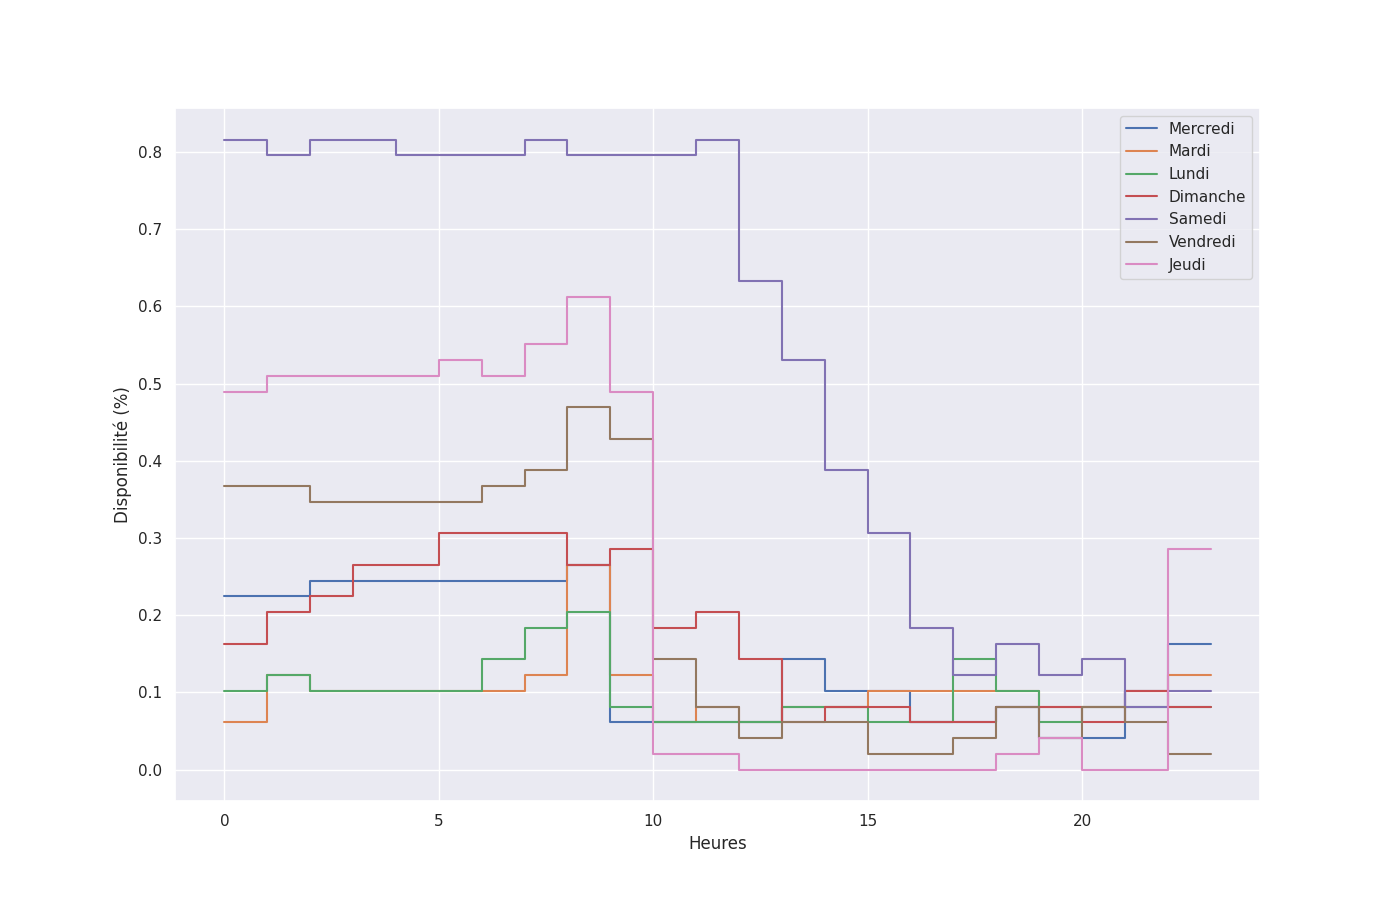 0.8
0.7
0.6
0.5
0.4
0.3
0.2
0.1
0.0
Disponibilité (%)
0 5 10 15 20
Heures
Mercredi
Mardi
Lundi
Dimanche
Samedi
Vendredi
Jeudi